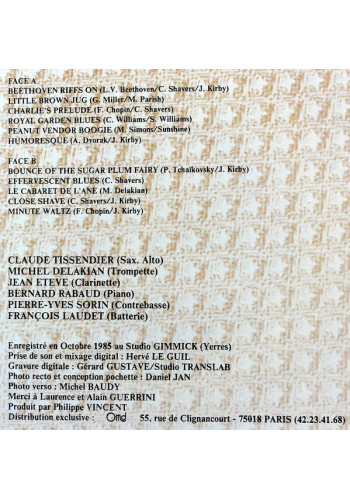 FACE A
BEETHOVEN RIFFS ON (L.V. Beethoven/C. Shavers/J. Kirby)
LITTLE BROWN JUG (G. Miller/M. Parish)
CHARLIE'S PRELUDE (F. Chopin/C. Shavers)
ROYAL GARDEN BLUES (C. Williams/S. Williams)
PEANUT VENDOR BOOGIE (M. Simons/Sunshine)
HUMORESQUE (A. Dvorak/J. Kirby)
FACE B
BOUNCE OF THE SUGAR PLUM FAIRY (P. Tchaïkovsky/J. Kirby)
EFFERVESCENT BLUES (C. Shavers)
LE CABARET DE L'ANE (M. Delakian)
CLOSE SHAVE (C. Shavers/J. Kirby)
MINUTE WALTZ (F. Chopin/J. Kirby)
CLAUDE TISSENDIER (Sax. Alto)
MICHEL DELAKIAN (Trompette)
JEAN ETEVE (Clarinette)
BERNARD RABAUD (Piano)
PIERRE-YVES SORIN (Contrebasse)
FRANÇOIS LAUDET (Batterie)
Enregistré en Octobre 1985 au Studio GIMMICK (Yerres)
Prise de son et mixage digital : Hervé LE GUIL
Gravure digitale : Gérard GUSTAVE/Studio TRANSLAB
Photo recto et conception pochette : Daniel JAN
Photo verso : Michel BAUDY
Merci à Laurence et Alain GUERRINI
Produit par Philippe VINCENT
Distribution exclusive : Omd 55, rue de Clignancourt - 75018 PARIS (42.23.41.68)